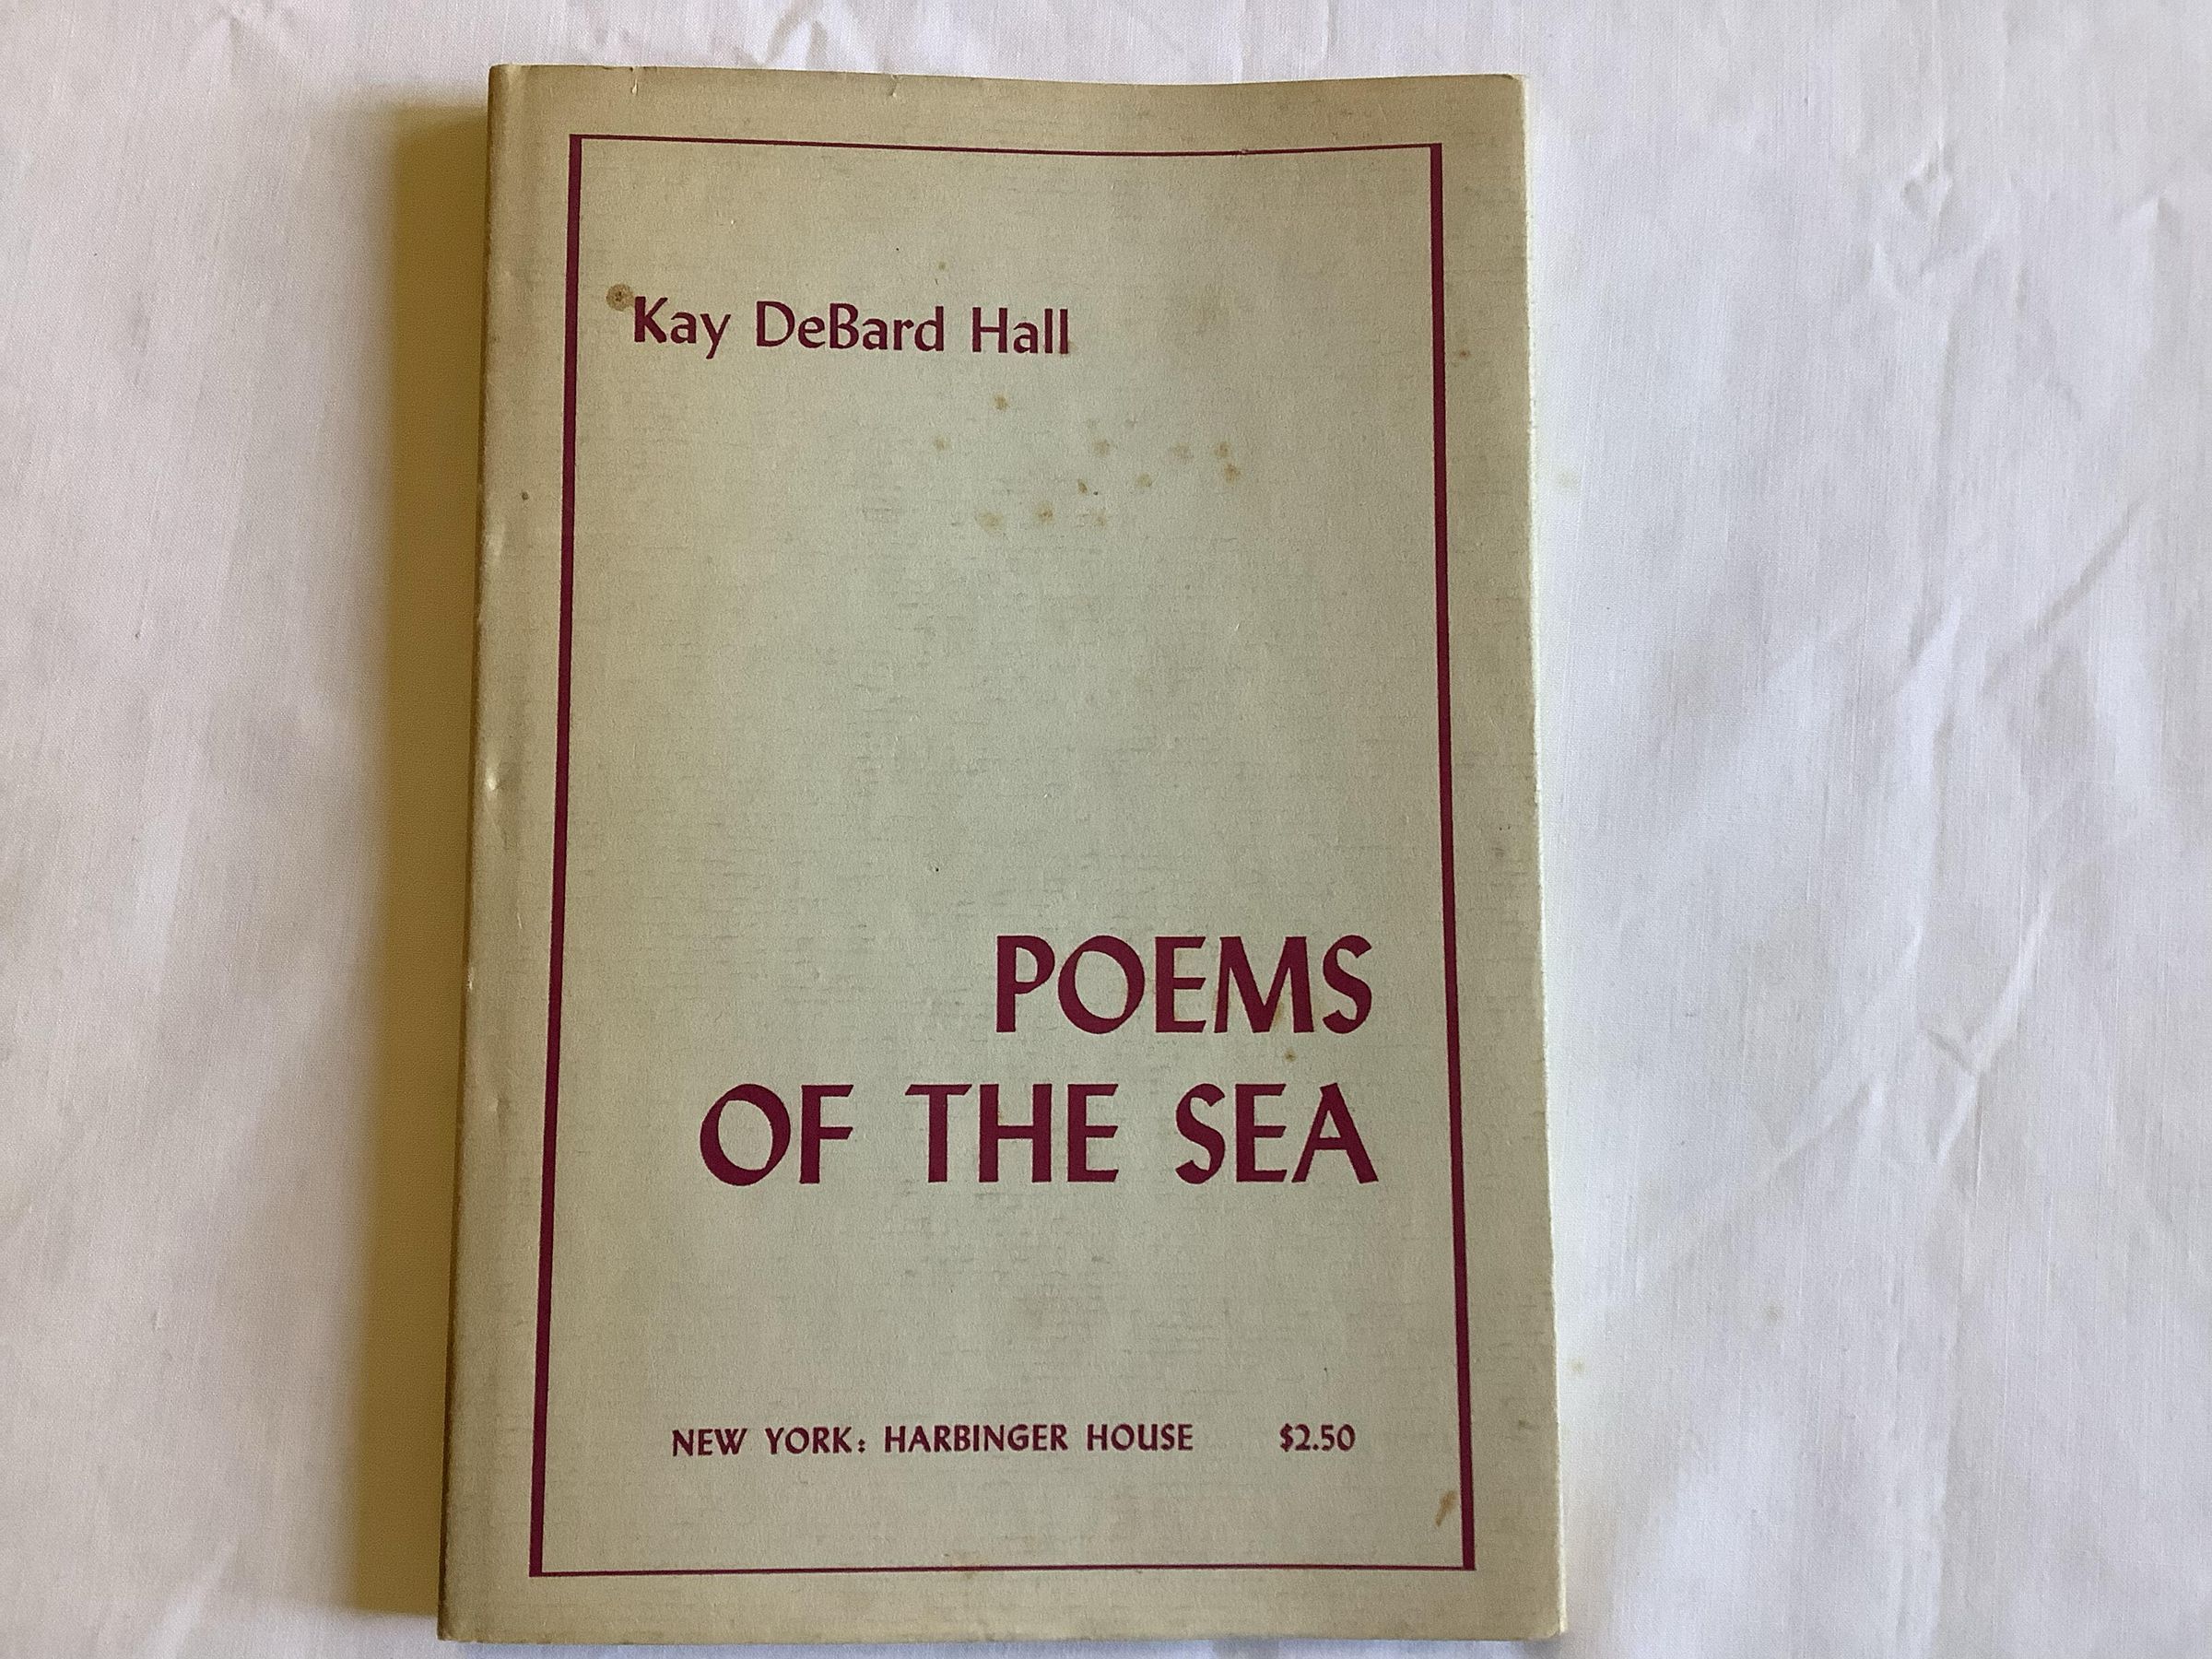 Kay DeBard Hall
POEMS
OF THE SEA
NEW YORK: HARBINGER HOUSE $2.50